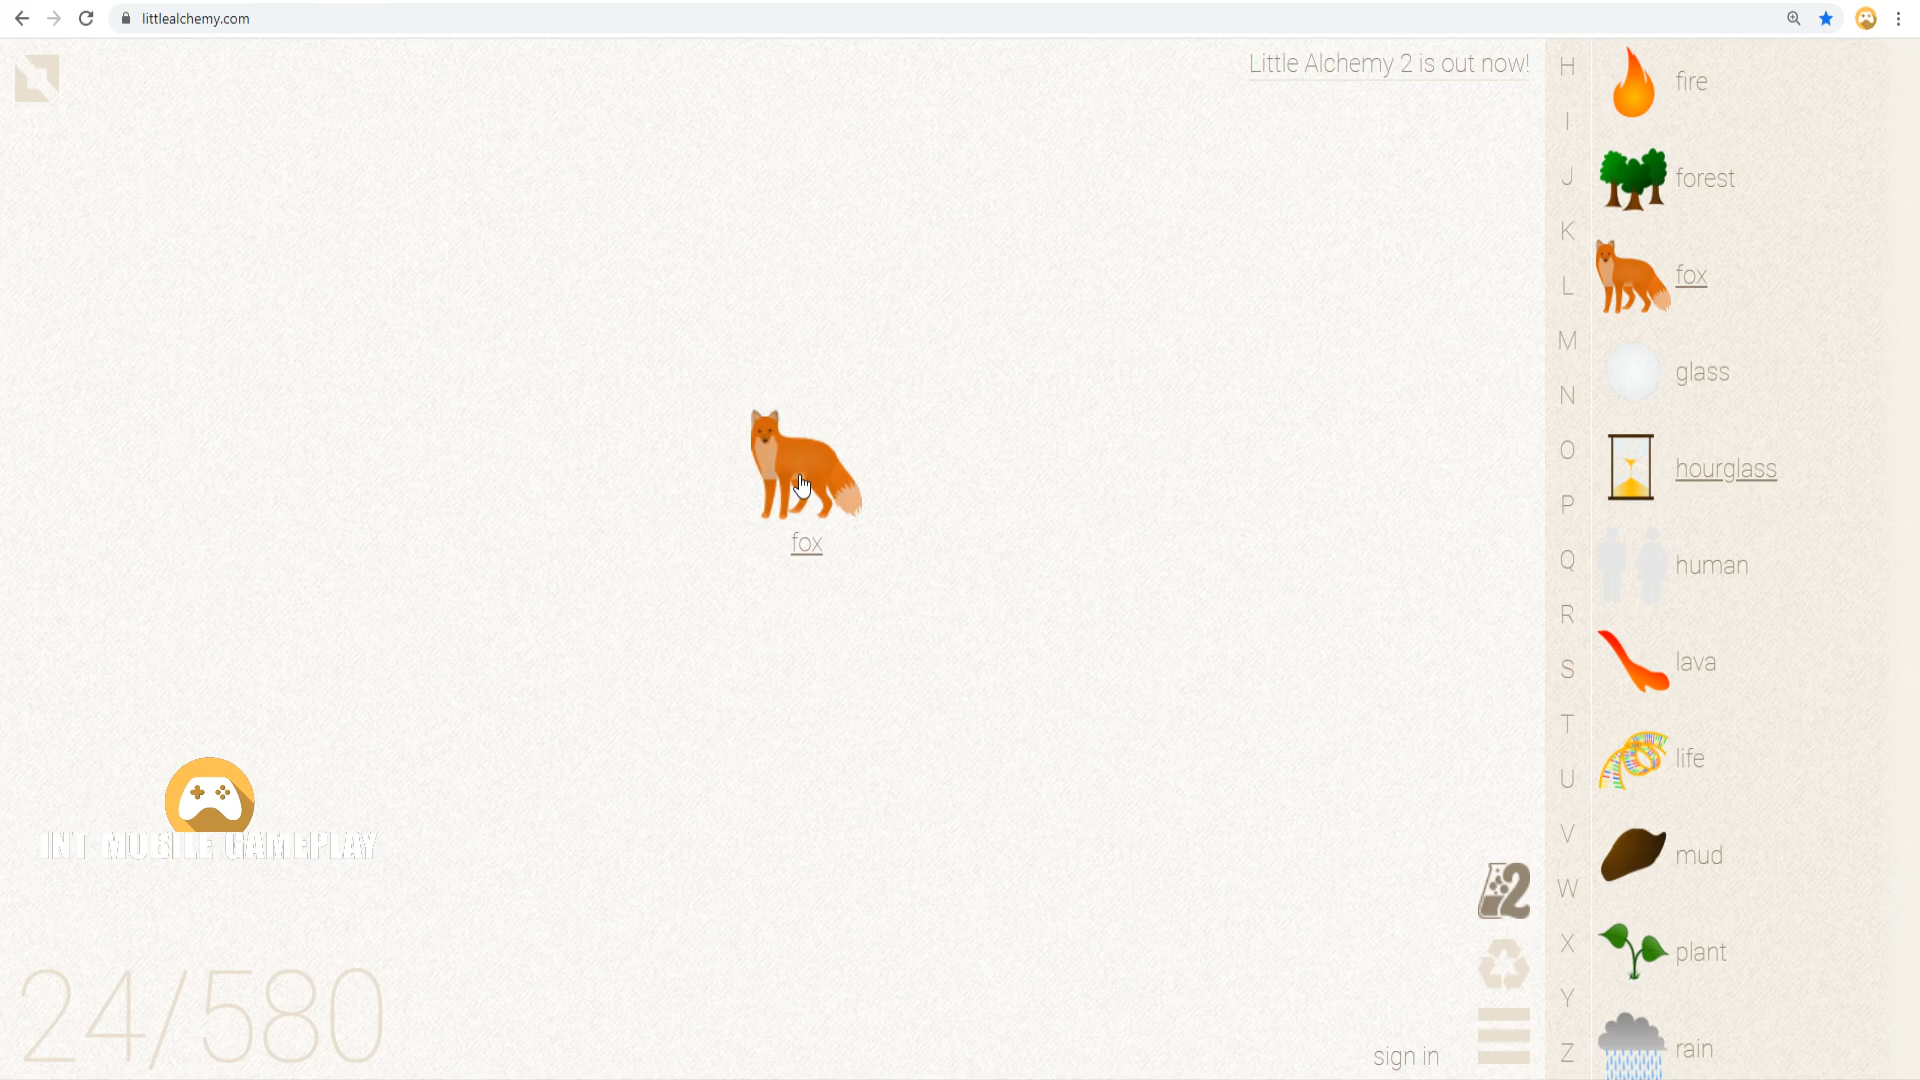 littlealchemy.com
Little Alchemy 2 is out now!
H
I
J
K
L
M
N
O
P
Q
R
S
T
U
V
W
X
Y
Z
fire
forest
fox
glass
hourglass
human
lava
life
mud
plant
rain
fox
INT MOBILE GAMEPLAY
2
24/580
sign in